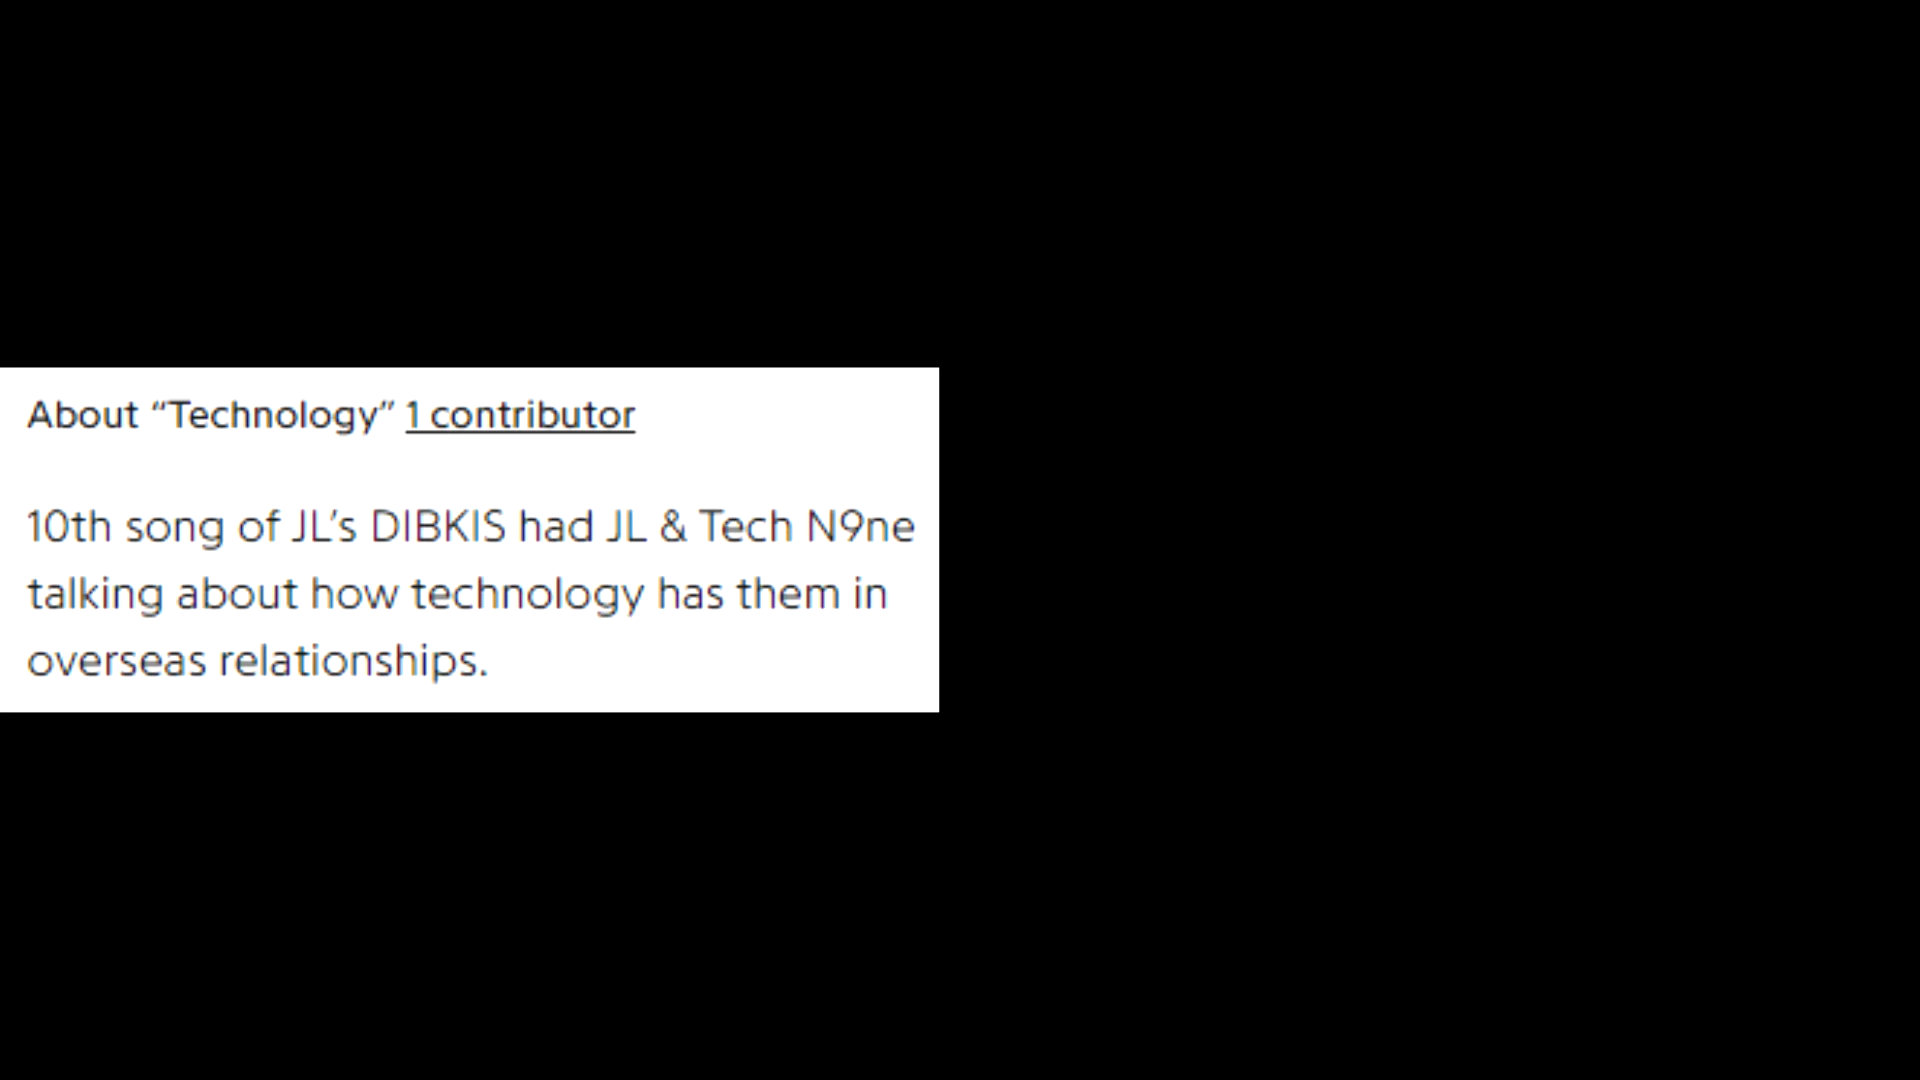 About “Technology” 1 contributor
10th song of JL’s DIBKIS had JL & Tech N9ne
talking about how technology has them in
overseas relationships.